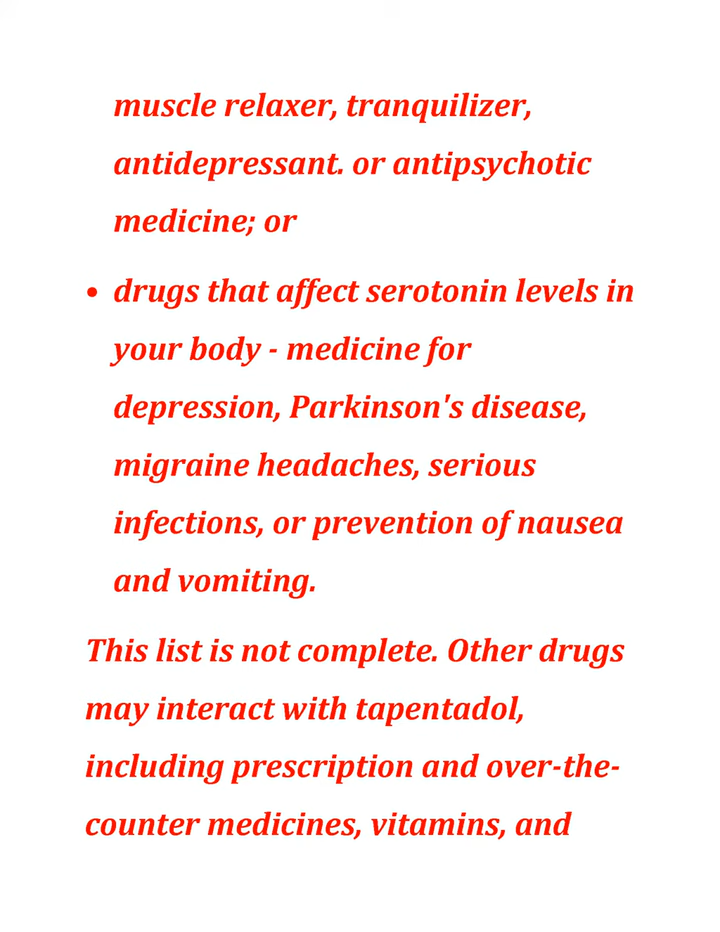 muscle relaxer, tranquilizer,
antidepressant. or antipsychotic
medicine; or
• drugs that affect serotonin levels in
your body - medicine for
depression, Parkinson's disease,
migraine headaches, serious
infections, or prevention of nausea
and vomiting.
This list is not complete. Other drugs
may interact with tapentadol,
including prescription and over-the-
counter medicines, vitamins, and